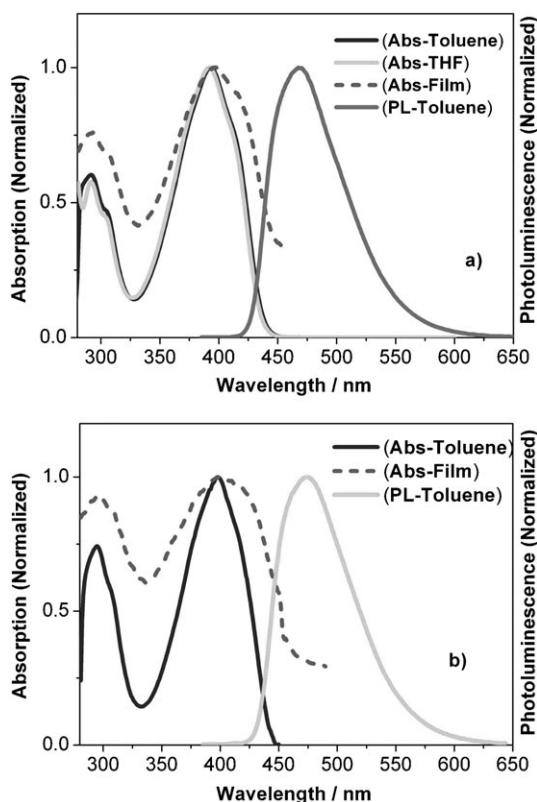 (Abs-Toluene)
(Abs-THF)
(Abs-Film)
(PL-Toluene)
1.0
0.5
0.0
Absorption (Normalized)
Photoluminescence (Normalized)
a)
300 350 400 450 500 550 600 650
Wavelength / nm
(Abs-Toluene)
(Abs-Film)
(PL-Toluene)
1.0
0.5
0.0
Absorption (Normalized)
Photoluminescence (Normalized)
b)
300 350 400 450 500 550 600 650
Wavelength / nm